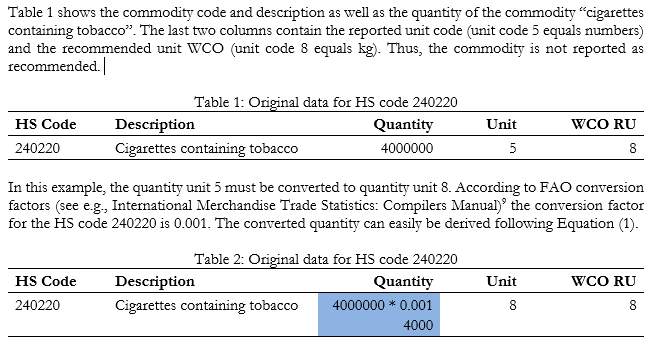 Table 1 shows the commodity code and description as well as the quantity of the commodity “cigarettes
containing tobacco”. The last two columns contain the reported unit code (unit code 5 equals numbers)
and the recommended unit WCO (unit code 8 equals kg). Thus, the commodity is not reported as
recommended.
Table 1: Original data for HS code 240220
HS Code Description Quantity Unit WCO RU
240220 Cigarettes containing tobacco 4000000 5 8
In this example, the quantity unit 5 must be converted to quantity unit 8. According to FAO conversion
factors (see e.g., International Merchandise Trade Statistics: Compilers Manual)⁹ the conversion factor
for the HS code 240220 is 0.001. The converted quantity can easily be derived following Equation (1).
Table 2: Original data for HS code 240220
HS Code Description Quantity Unit WCO RU
240220 Cigarettes containing tobacco 4000000 * 0.001 8 8
4000